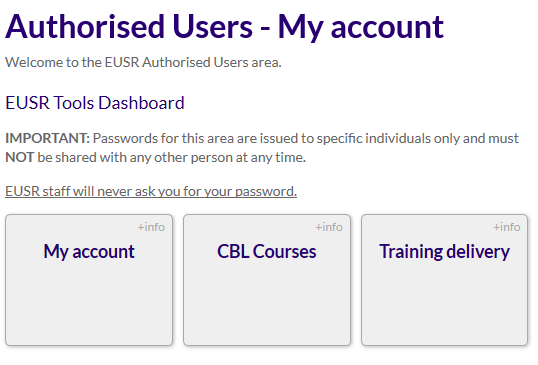 Authorised Users - My account
Welcome to the EUSR Authorised Users area.
EUSR Tools Dashboard
IMPORTANT: Passwords for this area are issued to specific individuals only and must
NOT be shared with any other person at any time.
EUSR staff will never ask you for your password.
+info +info +info
My account CBL Courses Training delivery